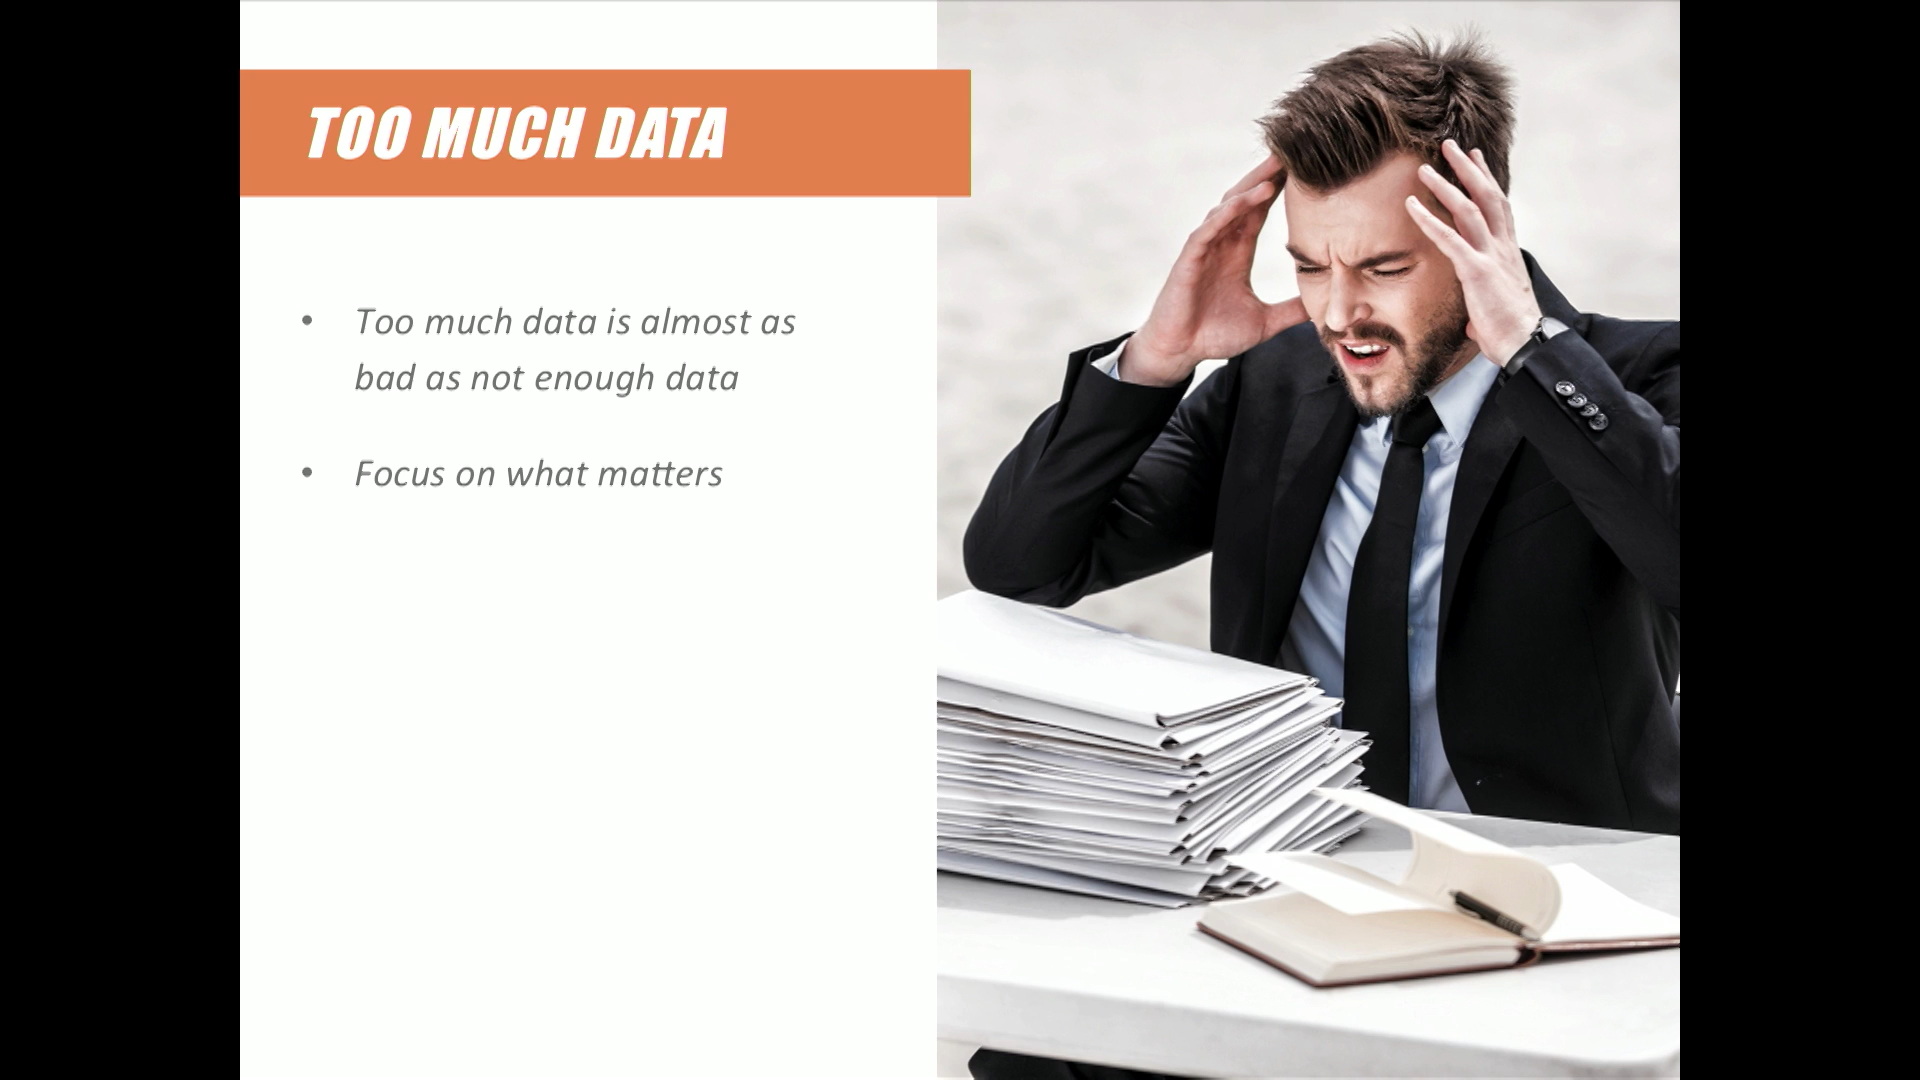 TOO MUCH DATA
• Too much data is almost as
bad as not enough data
• Focus on what matters